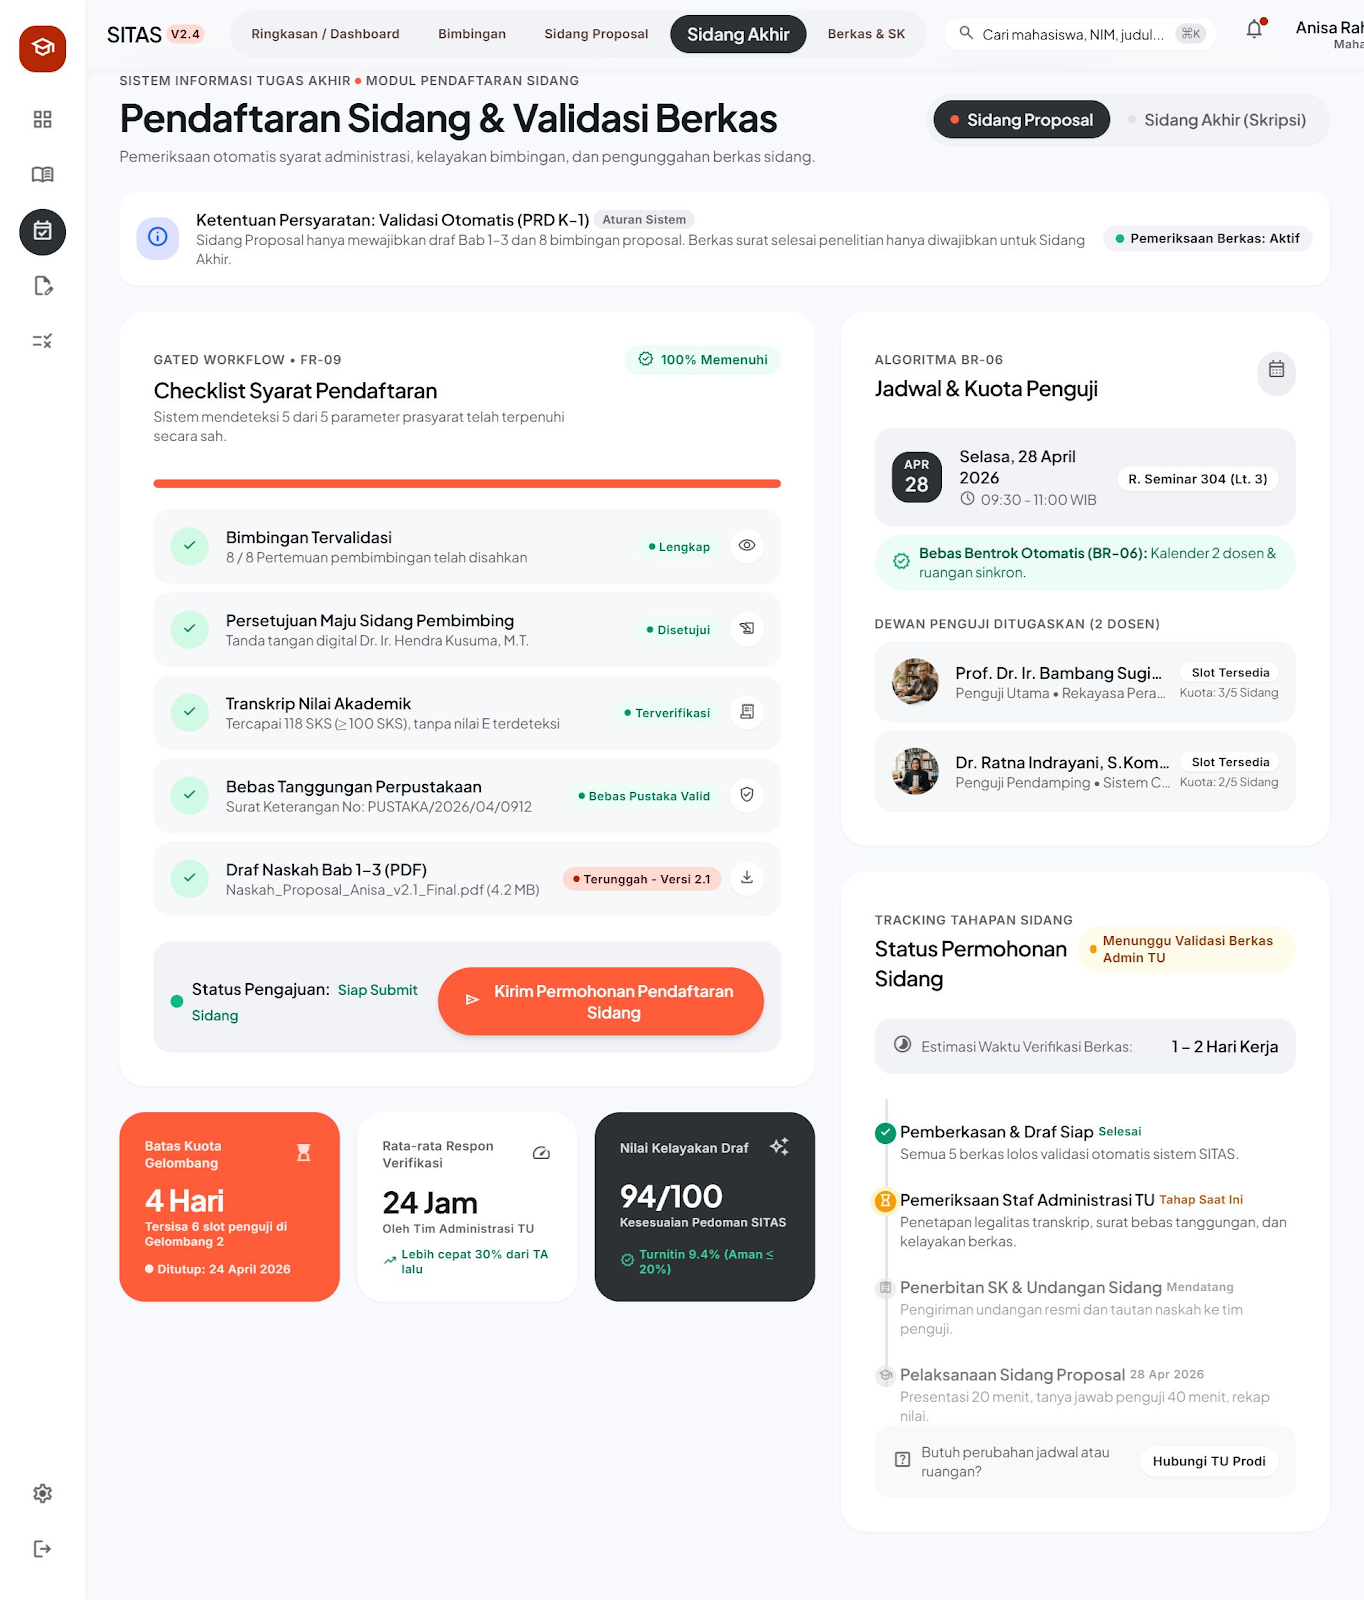 SITAS V2.4
Ringkasan / Dashboard
Bimbingan
Sidang Proposal
Sidang Akhir
Berkas & SK
Cari mahasiswa, NIM, judul... ⌘K
Anisa Rah
Maha
SISTEM INFORMASI TUGAS AKHIR • MODUL PENDAFTARAN SIDANG
Pendaftaran Sidang & Validasi Berkas
Pemeriksaan otomatis syarat administrasi, kelayakan bimbingan, dan pengunggahan berkas sidang.
Sidang Proposal
Sidang Akhir (Skripsi)
Ketentuan Persyaratan: Validasi Otomatis (PRD K-1) Aturan Sistem
Sidang Proposal hanya mewajibkan draf Bab 1–3 dan 8 bimbingan proposal. Berkas surat selesai penelitian hanya diwajibkan untuk Sidang
Akhir.
Pemeriksaan Berkas: Aktif
GATED WORKFLOW • FR-09
100% Memenuhi
Checklist Syarat Pendaftaran
Sistem mendeteksi 5 dari 5 parameter prasyarat telah terpenuhi
secara sah.
Bimbingan Tervalidasi
8 / 8 Pertemuan pembimbingan telah disahkan
Lengkap
Persetujuan Maju Sidang Pembimbing
Tanda tangan digital Dr. Ir. Hendra Kusuma, M.T.
Disetujui
Transkrip Nilai Akademik
Tercapai 118 SKS (≥ 100 SKS), tanpa nilai E terdeteksi
Terverifikasi
Bebas Tanggungan Perpustakaan
Surat Keterangan No: PUSTAKA/2026/04/0912
Bebas Pustaka Valid
Draf Naskah Bab 1–3 (PDF)
Naskah_Proposal_Anisa_v2.1_Final.pdf (4.2 MB)
Terunggah - Versi 2.1
Status Pengajuan: Siap Submit
Sidang
Kirim Permohonan Pendaftaran
Sidang
Batas Kuota
Gelombang
4 Hari
Tersisa 6 slot penguji di
Gelombang 2
Ditutup: 24 April 2026
Rata-rata Respon
Verifikasi
24 Jam
Oleh Tim Administrasi TU
Lebih cepat 30% dari TA
lalu
Nilai Kelayakan Draf
94/100
Kesesuaian Pedoman SITAS
Turnitin 9.4% (Aman ≤
20%)
ALGORITMA BR-06
Jadwal & Kuota Penguji
APR
28
Selasa, 28 April
2026
09:30 - 11:00 WIB
R. Seminar 304 (Lt. 3)
Bebas Bentrok Otomatis (BR-06): Kalender 2 dosen &
ruangan sinkron.
DEWAN PENGUJI DITUGASKAN (2 DOSEN)
Prof. Dr. Ir. Bambang Sugi...
Penguji Utama • Rekayasa Pera...
Slot Tersedia
Kuota: 3/5 Sidang
Dr. Ratna Indrayani, S.Kom...
Penguji Pendamping • Sistem C...
Slot Tersedia
Kuota: 2/5 Sidang
TRACKING TAHAPAN SIDANG
Status Permohonan
Sidang
Menunggu Validasi Berkas
Admin TU
Estimasi Waktu Verifikasi Berkas:
1 – 2 Hari Kerja
Pemberkasan & Draf Siap Selesai
Semua 5 berkas lolos validasi otomatis sistem SITAS.
Pemeriksaan Staf Administrasi TU Tahap Saat Ini
Penetapan legalitas transkrip, surat bebas tanggungan, dan
kelayakan berkas.
Penerbitan SK & Undangan Sidang Mendatang
Pengiriman undangan resmi dan tautan naskah ke tim
penguji.
Pelaksanaan Sidang Proposal 28 Apr 2026
Presentasi 20 menit, tanya jawab penguji 40 menit, rekap
nilai.
Butuh perubahan jadwal atau
ruangan?
Hubungi TU Prodi